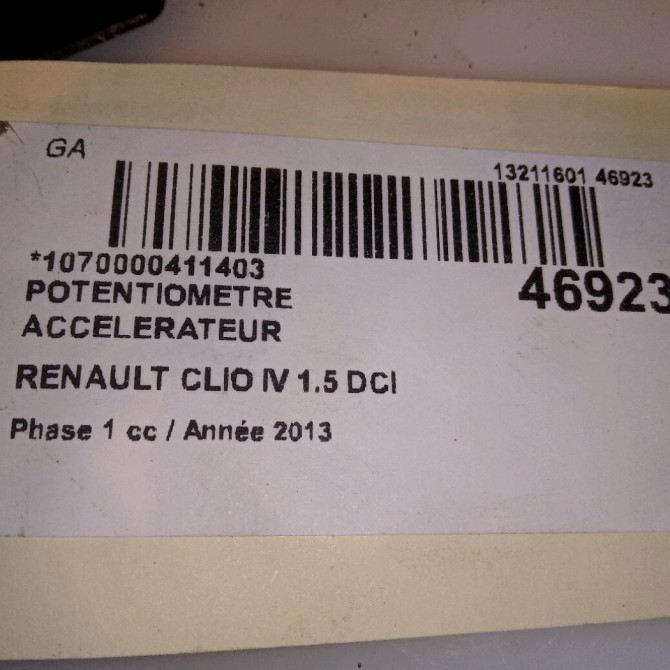 GA
13211601 46923
*1070000411403
46923
POTENTIOMETRE
ACCELERATEUR
RENAULT CLIO IV 1.5 DCI
Phase 1 cc / Année 2013